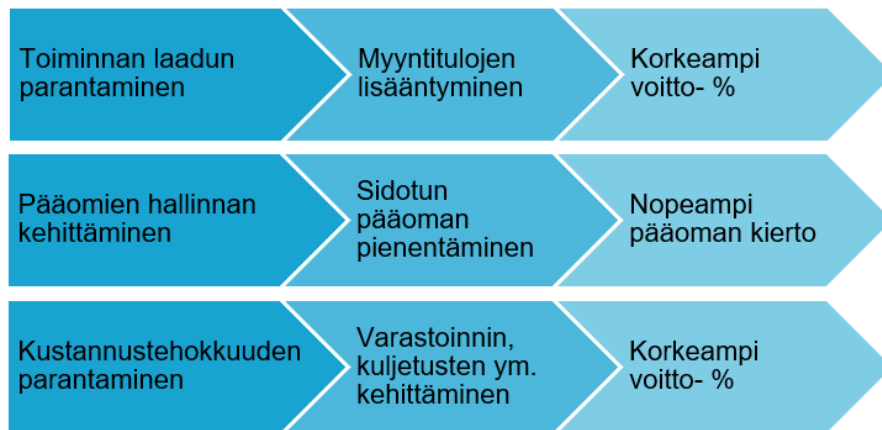 Toiminnan laadun
parantaminen
Myyntitulojen
lisääntyminen
Korkeampi
voitto- %
Pääomien hallinnan
kehittäminen
Sidotun
pääoman
pienentäminen
Nopeampi
pääoman kierto
Kustannustehokkuuden
parantaminen
Varastoinnin,
kuljetusten ym.
kehittäminen
Korkeampi
voitto- %